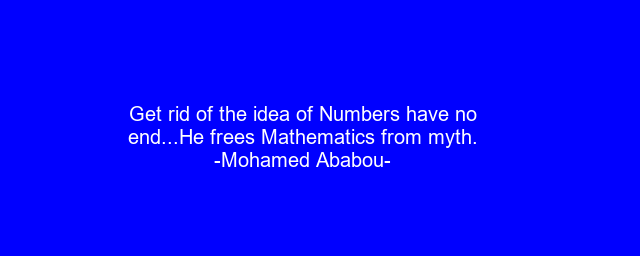 Get rid of the idea of Numbers have no
end...He frees Mathematics from myth.
-Mohamed Ababou-